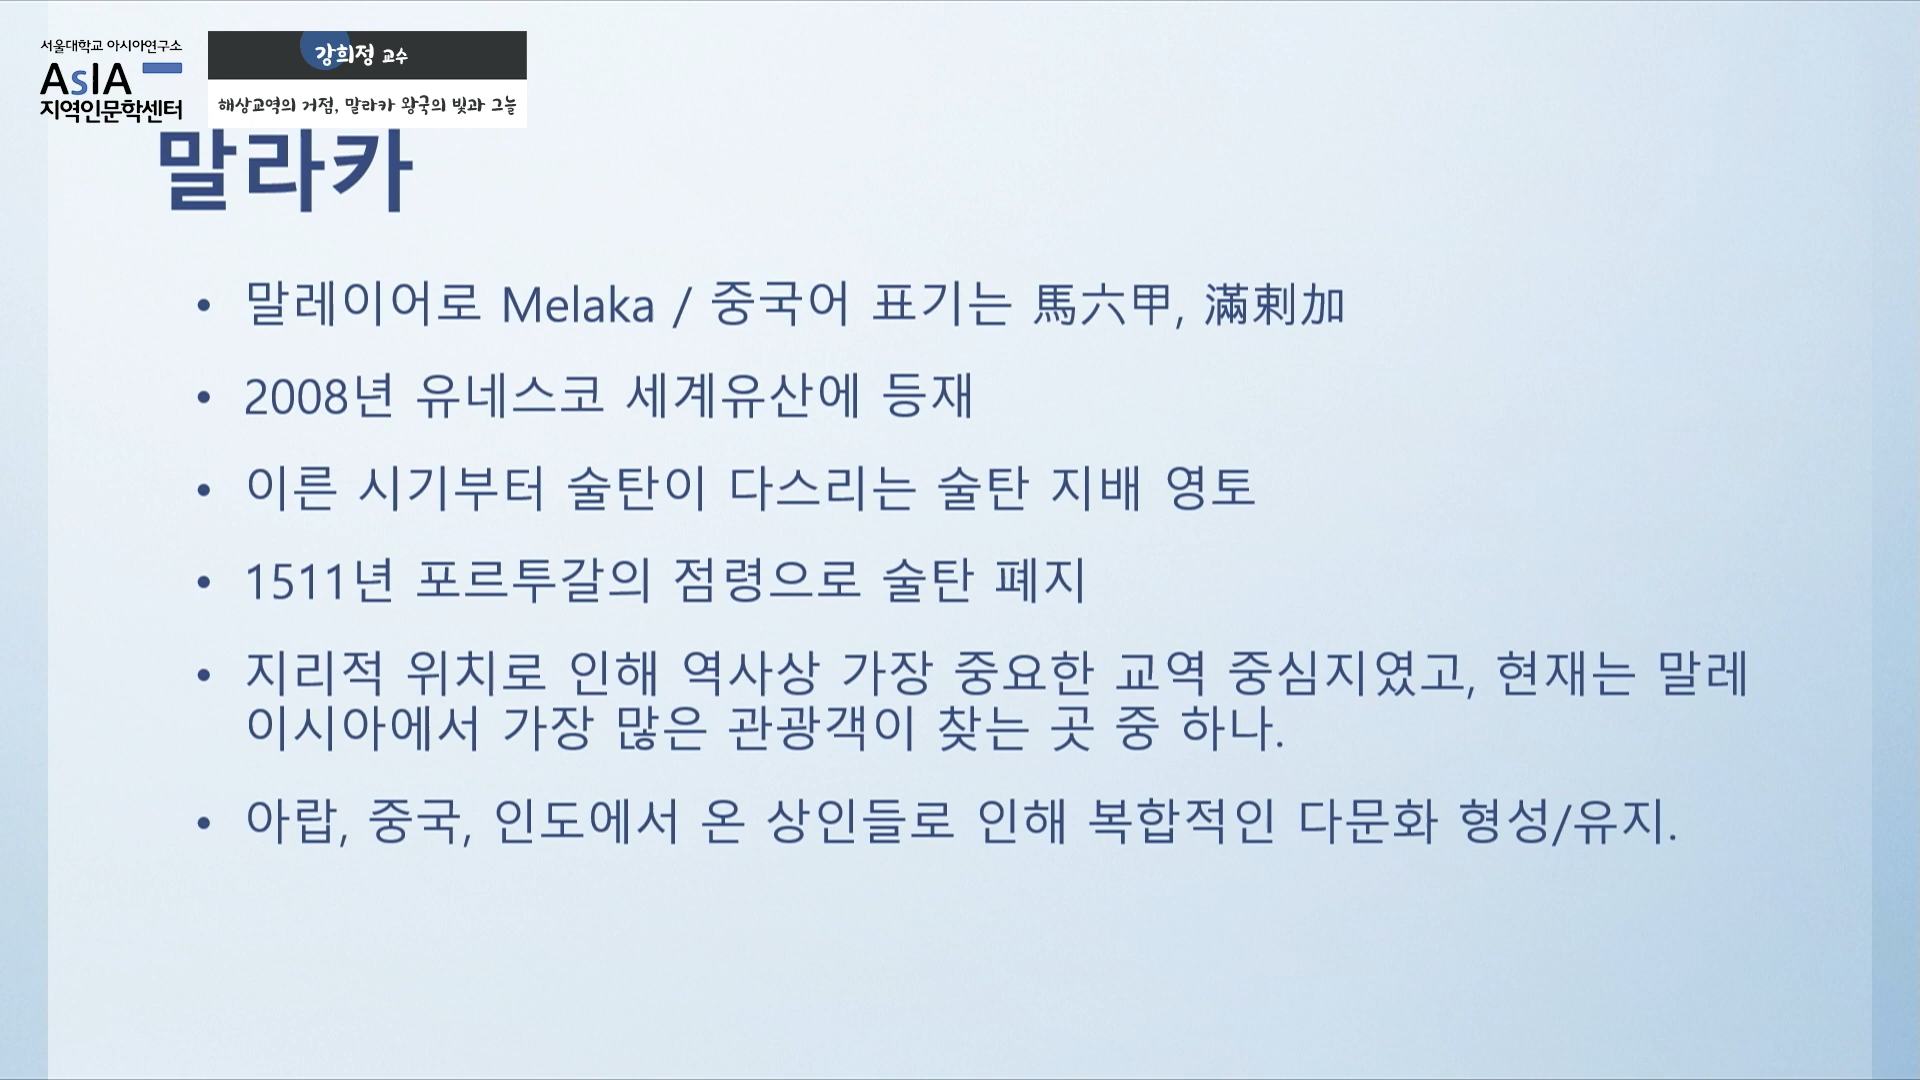 서울대학교 아시아연구소
AsIA
지역인문학센터
강희정 교수
해상교역의 거점, 말라카 왕국의 빛과 그늘
말라카
• 말레이어로 Melaka / 중국어 표기는 馬六甲, 滿剌加
• 2008년 유네스코 세계유산에 등재
• 이른 시기부터 술탄이 다스리는 술탄 지배 영토
• 1511년 포르투갈의 점령으로 술탄 폐지
• 지리적 위치로 인해 역사상 가장 중요한 교역 중심지였고, 현재는 말레
이시아에서 가장 많은 관광객이 찾는 곳 중 하나.
• 아랍, 중국, 인도에서 온 상인들로 인해 복합적인 다문화 형성/유지.